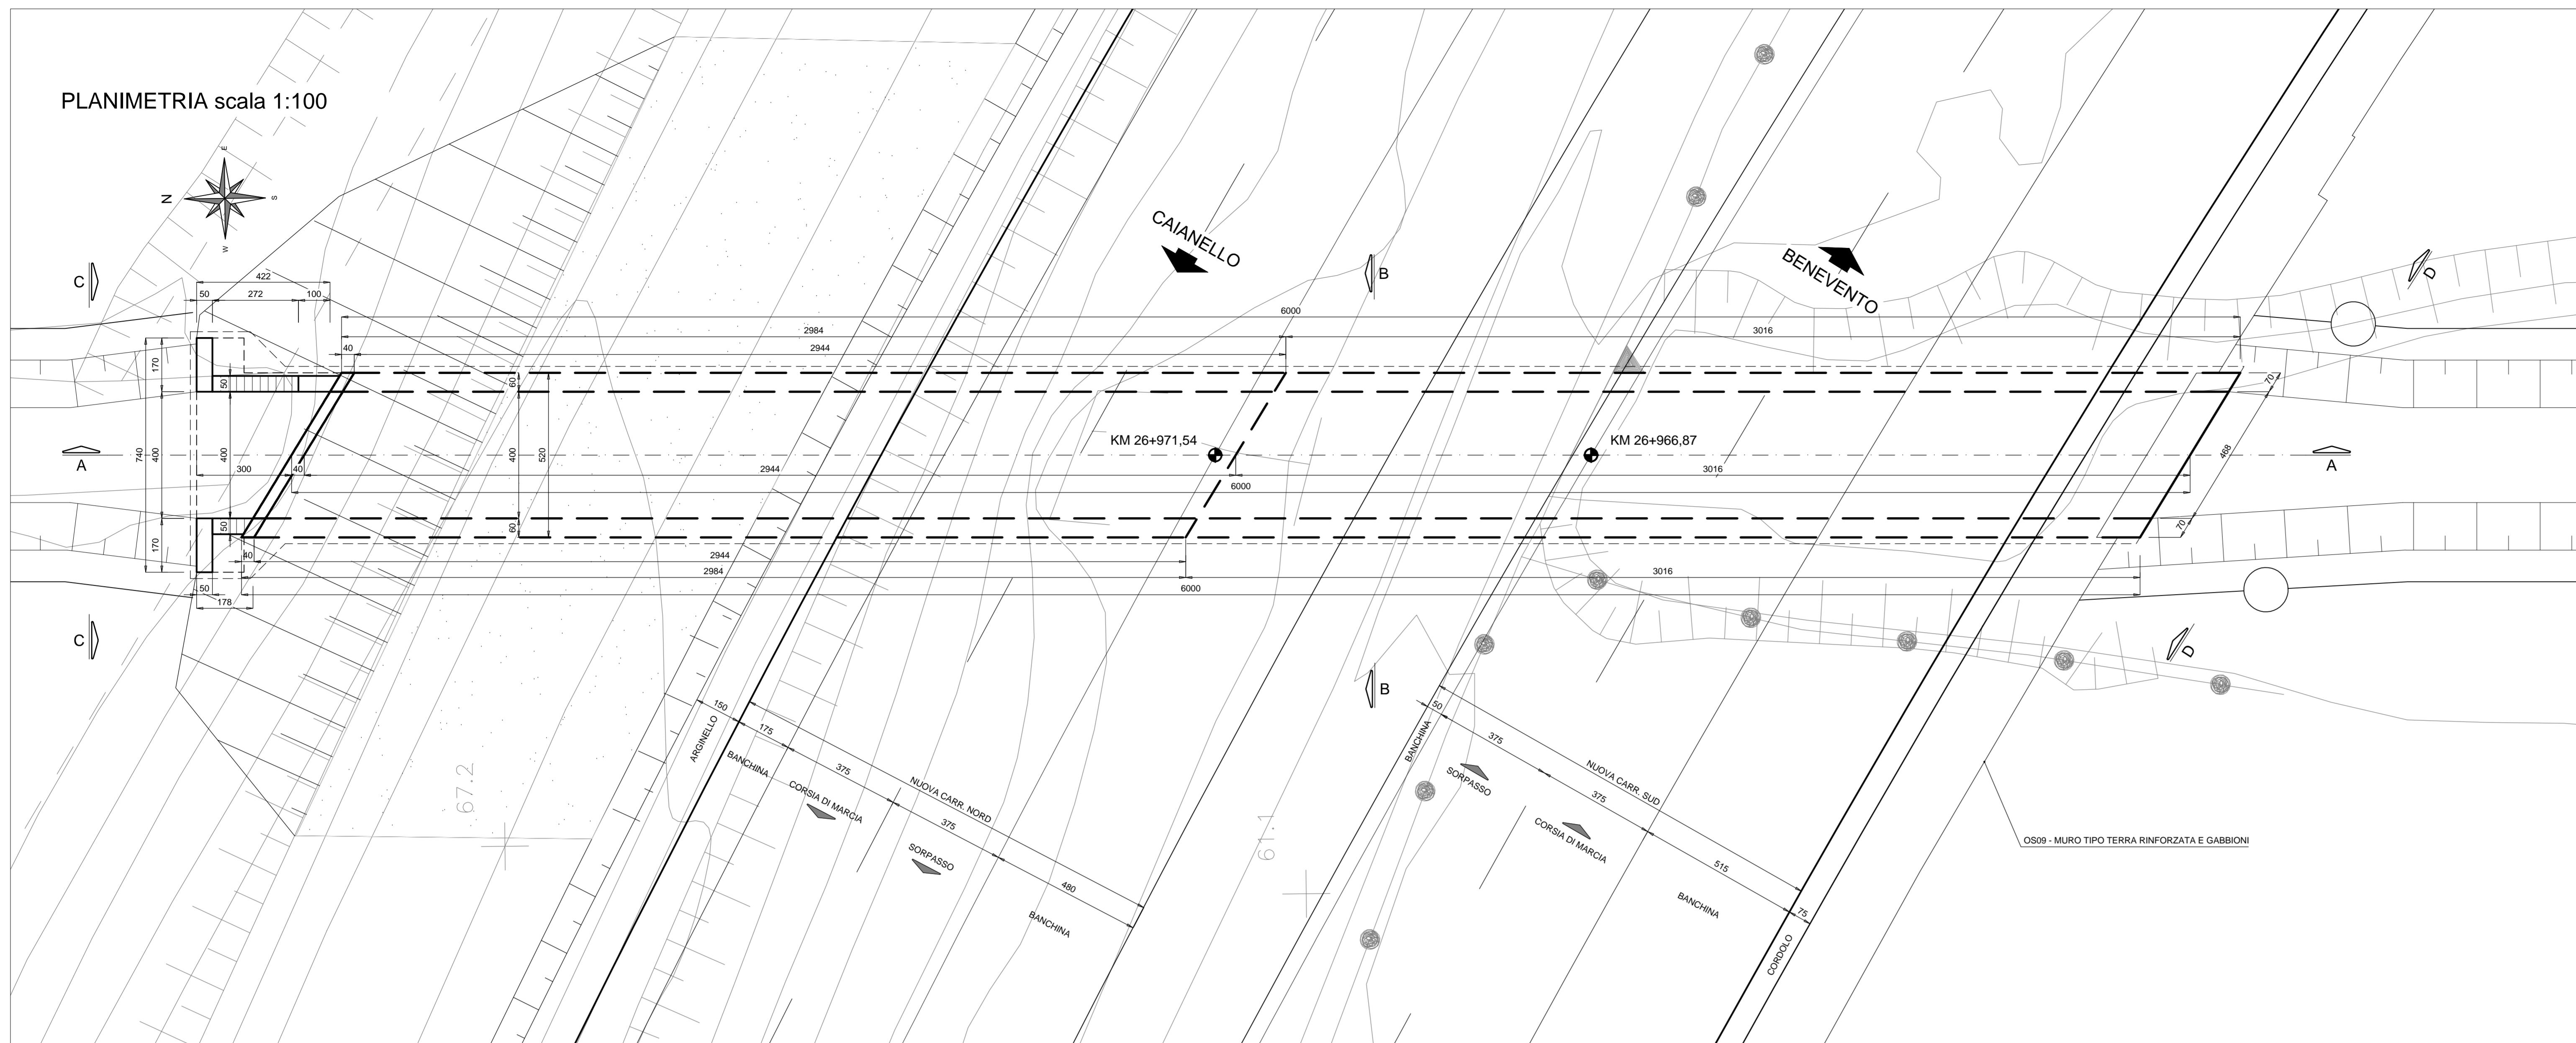 PLANIMETRIA scala 1:100
E
N
S
W
CAIANELLO
BENEVENTO
C
B
D
422
50
272
100
6000
2984
3016
40
2944
170
50
60
70
KM 26+971,54
KM 26+966,87
A
A
740
400
400
400
520
468
300
40
2944
3016
6000
170
50
60
70
40
2944
2984
3016
50
6000
178
C
B
D
150
175
375
375
480
ARGINELLO
BANCHINA
CORSIA DI MARCIA
SORPASSO
NUOVA CARR. NORD
BANCHINA
50
375
375
515
75
BANCHINA
SORPASSO
CORSIA DI MARCIA
NUOVA CARR. SUD
BANCHINA
CORDOLO
67.2
61.1
OS09 - MURO TIPO TERRA RINFORZATA E GABBIONI